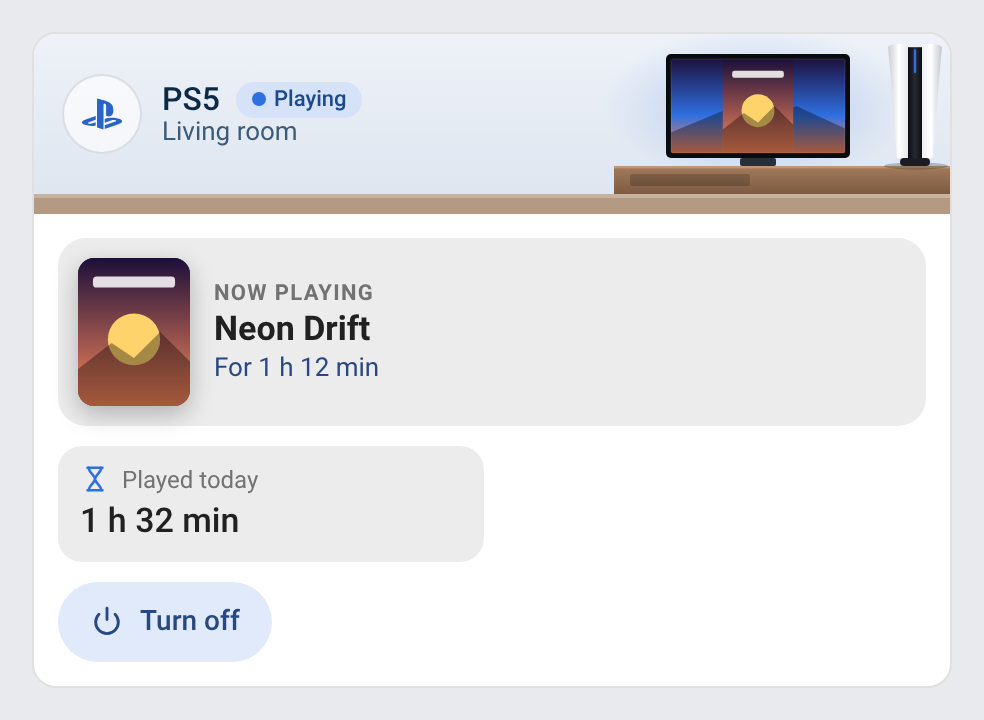 PS5
Playing
Living room
NOW PLAYING
Neon Drift
For 1 h 12 min
Played today
1 h 32 min
Turn off